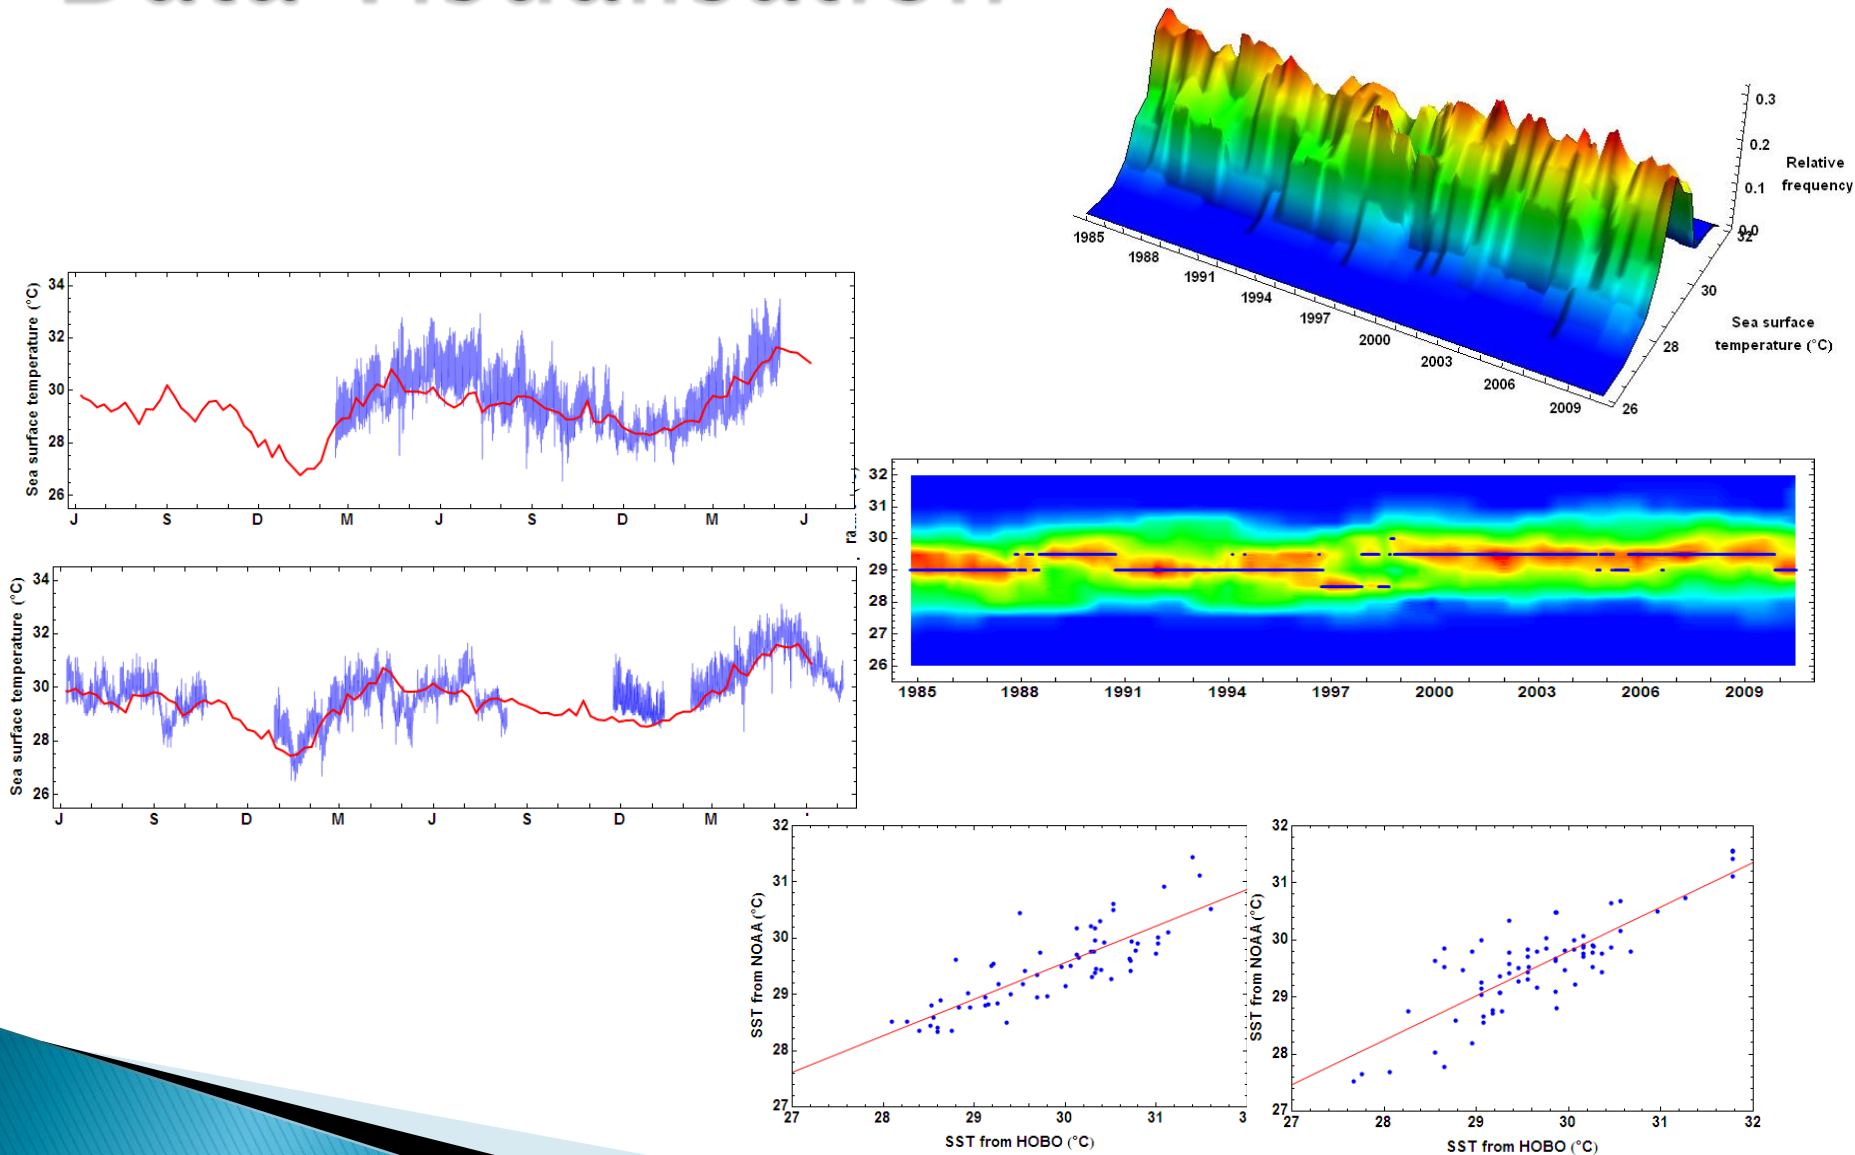 Data Visualisation
0.3
0.2
0.1
0.0
Relative
frequency
1985
1988
1991
1994
1997
2000
2003
2006
2009
32
30
28
26
Sea surface
temperature (°C)
Sea surface temperature (°C)
34
32
30
28
26
J S D M J S D M J
Sea surface temperature (°C)
34
32
30
28
26
J S D M J S D M
ra
32
31
30
29
28
27
26
1985 1988 1991 1994 1997 2000 2003 2006 2009
SST from NOAA (°C)
32
31
30
29
28
27
27 28 29 30 31 3
SST from HOBO (°C)
SST from NOAA (°C)
32
31
30
29
28
27
27 28 29 30 31 32
SST from HOBO (°C)